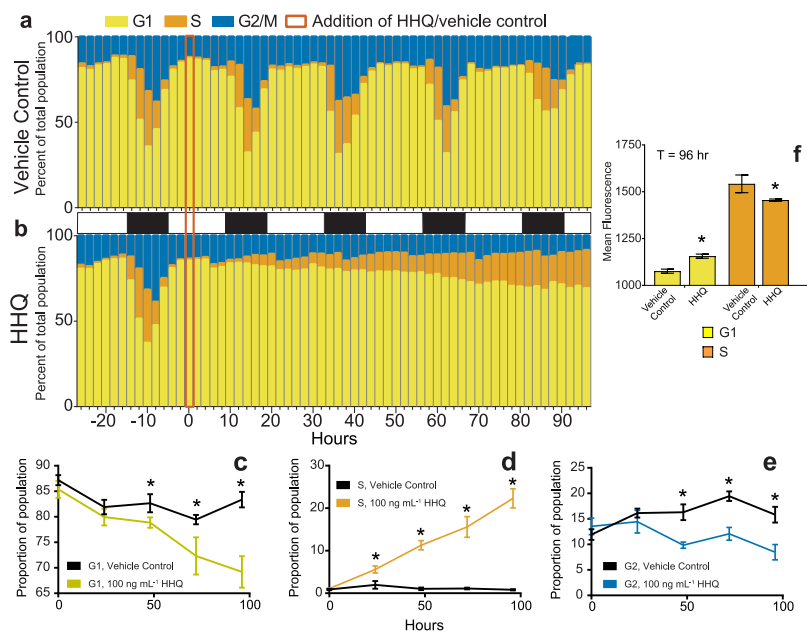 a
G1 S G2/M Addition of HHQ/vehicle control
Vehicle Control
Percent of total population
100
50
0
b
HHQ
Percent of total population
100
50
0
-20 -10 0 10 20 30 40 50 60 70 80 90
Hours
f
T = 96 hr
Mean Fluorescence
1750
1500
1250
1000
* *
Vehicle Control
HHQ
Vehicle Control
HHQ
G1
S
c
Proportion of population
90
85
80
75
70
65
* * *
G1, Vehicle Control
G1, 100 ng mL-1 HHQ
0 50 100
d
Proportion of population
30
20
10
0
* * * *
S, Vehicle Control
S, 100 ng mL-1 HHQ
0 50 100
Hours
e
Proportion of population
25
20
15
10
5
0
* * *
G2, Vehicle Control
G2, 100 ng mL-1 HHQ
0 50 100